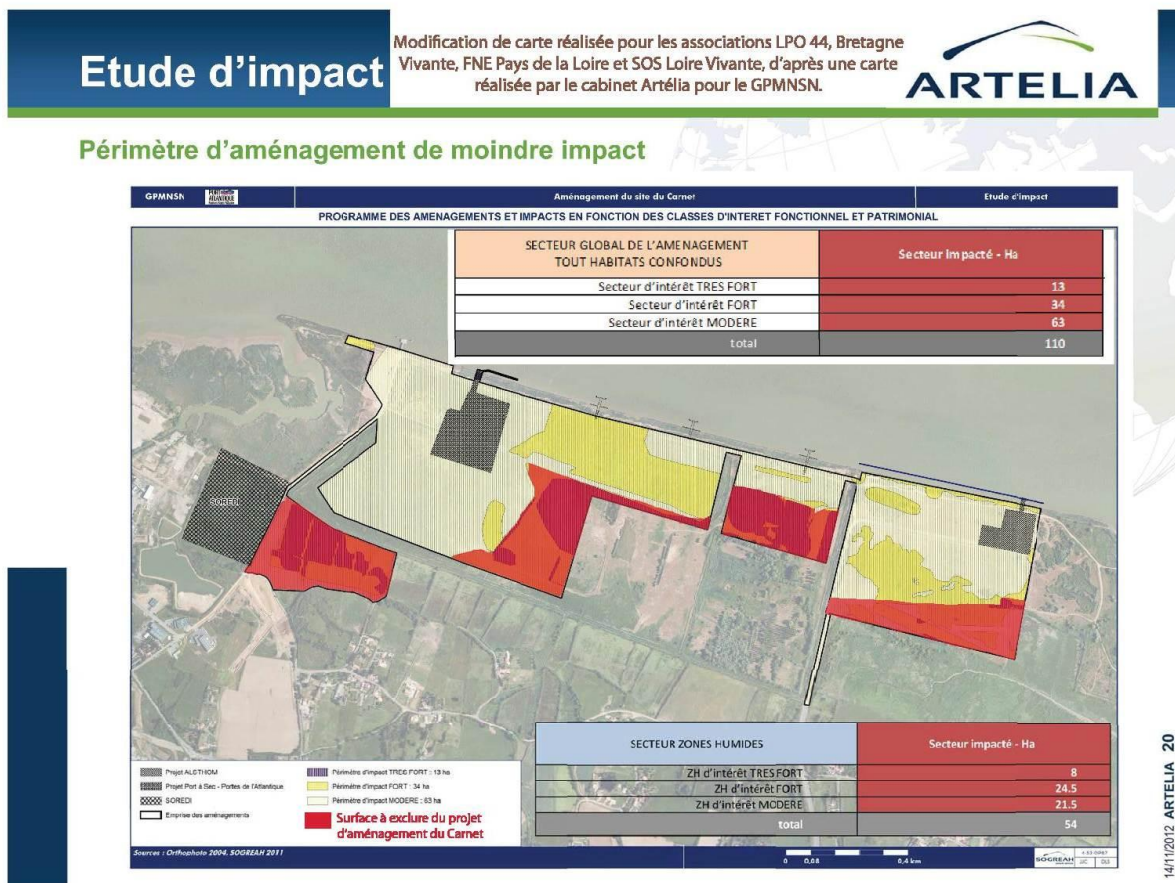 Etude d'impact
Modification de carte réalisée pour les associations LPO 44, Bretagne
Vivante, FNE Pays de la Loire et SOS Loire Vivante, d'après une carte
réalisée par le cabinet Artélia pour le GPMNSN.
ARTELIA
Périmètre d'aménagement de moindre impact
GPMNSN
Aménagement du site du Carnet
Etude d'impact
PROGRAMME DES AMENAGEMENTS ET IMPACTS EN FONCTION DES CLASSES D'INTERET FONCTIONNEL ET PATRIMONIAL
SECTEUR GLOBAL DE L'AMENAGEMENT
TOUT HABITATS CONFONDUS
Secteur impacté - Ha
Secteur d'intérêt TRES FORT 13
Secteur d'intérêt FORT 34
Secteur d'intérêt MODERE 63
total 110
SOREDI
SECTEUR ZONES HUMIDES
Secteur impacté - Ha
ZH d'intérêt TRES FORT 8
ZH d'intérêt FORT 24.5
ZH d'intérêt MODERE 21.5
total 54
Projet ALSTHOM
Projet Port à Sec - Portes de l'Atlantique
SOREDI
Emprise des aménagements
Périmètre d'impact TRES FORT : 13 ha
Périmètre d'impact FORT : 34 ha
Périmètre d'impact MODERE : 63 ha
Surface à exclure du projet
d'aménagement du Carnet
Sources : Orthophoto 2004, SOGREAH 2011
0 0,08 0,4 km
SOGREAH
14/11/2012 ARTELIA 20